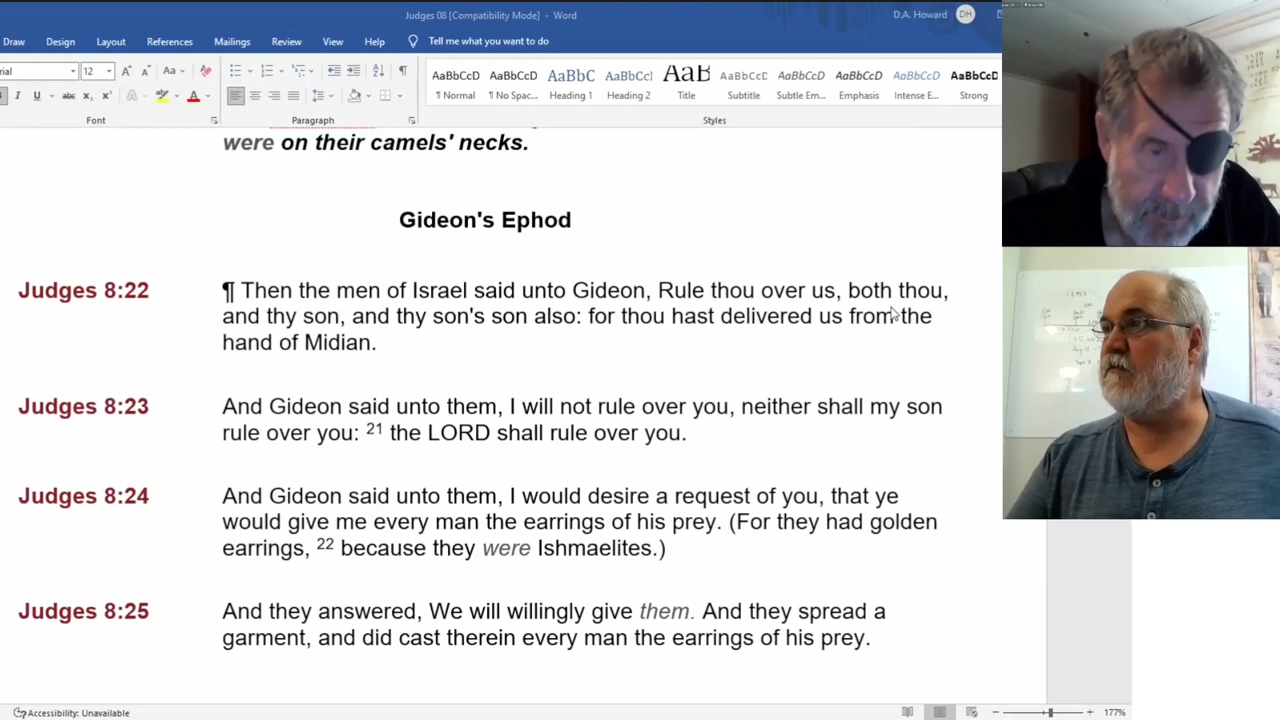 Judges 08 [Compatibility Mode] - Word
D.A. Howard DH
Draw Design Layout References Mailings Review View Help Tell me what you want to do
rial 12 A A Aa
AaBbCcD AaBbCcD AaBbC AaBbCcI AaB AaBbCcD AaBbCcD AaBbCcD AaBbCcD AaBbCcD
I U abc x₂ x² A A
¶ Normal ¶ No Spac... Heading 1 Heading 2 Title Subtitle Subtle Em... Emphasis Intense E... Strong
Font Paragraph Styles
were on their camels' necks.
Gideon's Ephod
Judges 8:22 ¶ Then the men of Israel said unto Gideon, Rule thou over us, both thou,
and thy son, and thy son's son also: for thou hast delivered us from the
hand of Midian.
Judges 8:23 And Gideon said unto them, I will not rule over you, neither shall my son
rule over you: 21 the LORD shall rule over you.
Judges 8:24 And Gideon said unto them, I would desire a request of you, that ye
would give me every man the earrings of his prey. (For they had golden
earrings, 22 because they were Ishmaelites.)
Judges 8:25 And they answered, We will willingly give them. And they spread a
garment, and did cast therein every man the earrings of his prey.
Accessibility: Unavailable
177%